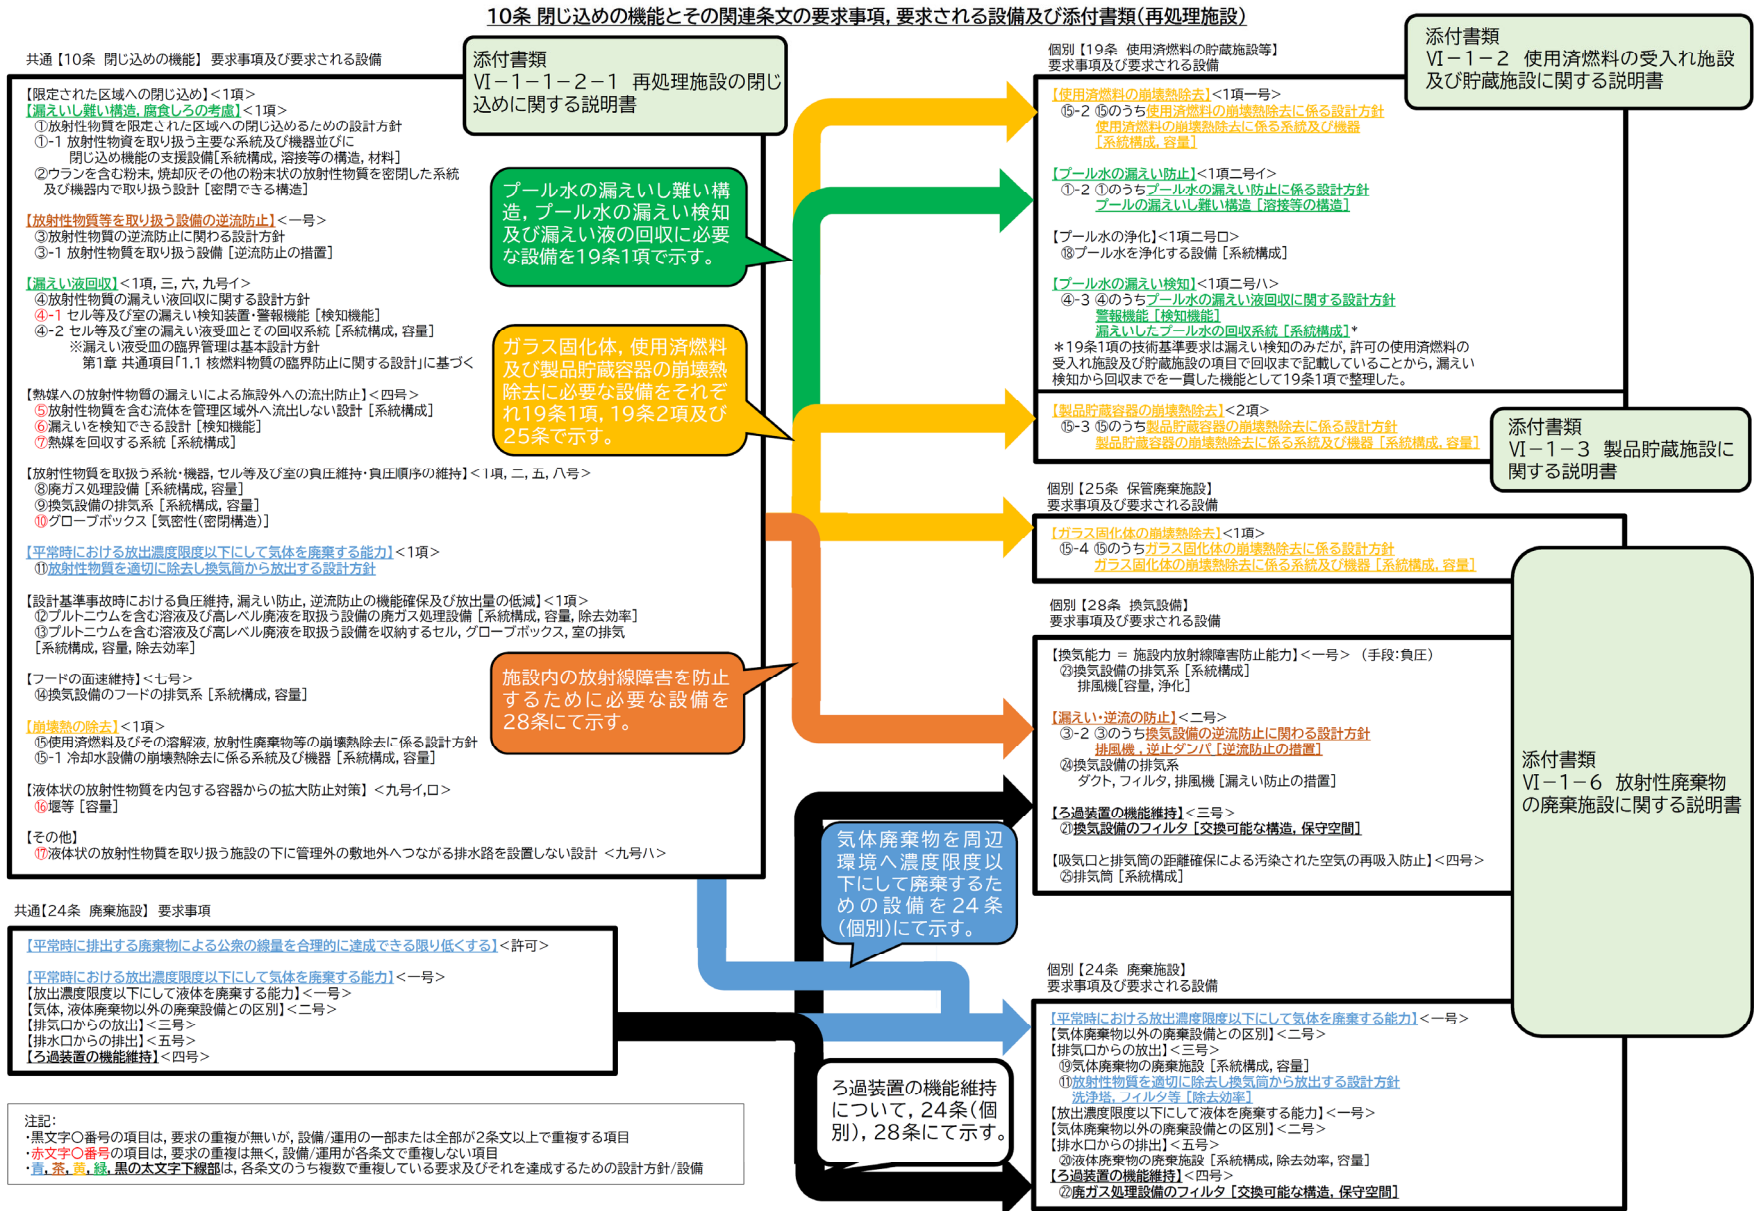 10条 閉じ込めの機能とその関連条文の要求事項，要求される設備及び添付書類（再処理施設）
共通【10条 閉じ込めの機能】 要求事項及び要求される設備
添付書類
Ⅵ－１－１－２－１ 再処理施設の閉じ
込めに関する説明書
【限定された区域への閉じ込め】＜1項＞
【漏えいし難い構造，腐食しろの考慮】＜1項＞
①放射性物質を限定された区域への閉じ込めるための設計方針
①-1 放射性物質を取り扱う主要な系統及び機器並びに
閉じ込め機能の支援設備［系統構成，溶接等の構造，材料］
②ウランを含む粉末，焼却灰その他の粉末状の放射性物質を密閉した系統
及び機器内で取り扱う設計［密閉できる構造］
【放射性物質等を取り扱う設備の逆流防止】＜一号＞
③放射性物質の逆流防止に関わる設計方針
③-1 放射性物質を取り扱う設備［逆流防止の措置］
【漏えい液回収】＜1項，三，六，九号イ＞
④放射性物質の漏えい液回収に関する設計方針
④-1 セル等及び室の漏えい検知装置・警報機能［検知機能］
④-2 セル等及び室の漏えい液受皿とその回収系統［系統構成，容量］
※漏えい液受皿の臨界管理は基本設計方針
第1章 共通項目「1.1 核燃料物質の臨界防止に関する設計」に基づく
【熱媒への放射性物質の漏えいによる施設外への流出防止】＜四号＞
⑤放射性物質を含む流体を管理区域外へ流出しない設計［系統構成］
⑥漏えいを検知できる設計［検知機能］
⑦熱媒を回収する系統［系統構成］
【放射性物質を取扱う系統・機器，セル等及び室の負圧維持・負圧順序の維持】＜1項，二，五，八号＞
⑧廃ガス処理設備［系統構成，容量］
⑨換気設備の排気系［系統構成，容量］
⑩グローブボックス［気密性（密閉構造）］
【平常時における放出濃度限度以下にして気体を廃棄する能力】＜1項＞
⑪放射性物質を適切に除去し換気筒から放出する設計方針
【設計基準事故時における負圧維持，漏えい防止，逆流防止の機能確保及び放出量の低減】＜1項＞
⑫プルトニウムを含む溶液及び高レベル廃液を取扱う設備の廃ガス処理設備［系統構成，容量，除去効率］
⑬プルトニウムを含む溶液及び高レベル廃液を取扱う設備を収納するセル，グローブボックス，室の排気
［系統構成，容量，除去効率］
【フードの面速維持】＜七号＞
⑭換気設備のフードの排気系［系統構成，容量］
【崩壊熱の除去】＜1項＞
⑮使用済燃料及びその溶解液，放射性廃棄物等の崩壊熱除去に係る設計方針
⑮-1 冷却水設備の崩壊熱除去に係る系統及び機器［系統構成，容量］
【液体状の放射性物質を内包する容器からの拡大防止対策】＜九号イ，ロ＞
⑯堰等［容量］
【その他】
⑰液体状の放射性物質を取り扱う施設の下に管理外の敷地外へつながる排水路を設置しない設計 ＜九号ハ＞
プール水の漏えいし難い構
造，プール水の漏えい検知
及び漏えい液の回収に必要
な設備を19条1項で示す。
ガラス固化体，使用済燃料
及び製品貯蔵容器の崩壊熱
除去に必要な設備をそれぞ
れ19条1項，19条2項及び
25条で示す。
施設内の放射線障害を防止
するために必要な設備を
28条にて示す。
共通【24条 廃棄施設】 要求事項
【平常時に排出する廃棄物による公衆の線量を合理的に達成できる限り低くする】＜許可＞
【平常時における放出濃度限度以下にして気体を廃棄する能力】＜一号＞
【放出濃度限度以下にして液体を廃棄する能力】＜一号＞
【気体，液体廃棄物以外の廃棄設備との区別】＜二号＞
【排気口からの放出】＜三号＞
【排水口からの排出】＜五号＞
【ろ過装置の機能維持】＜四号＞
気体廃棄物を周辺
環境へ濃度限度以
下にして廃棄するた
めの設備を24条
（個別）にて示す。
ろ過装置の機能維持
について，24条（個
別），28条にて示す。
注記：
・黒文字○番号の項目は，要求の重複が無いが，設備/運用の一部または全部が2条文以上で重複する項目
・赤文字○番号の項目は，要求の重複は無く，設備/運用が各条文で重複しない項目
・青，茶，黄，緑，黒の太文字下線部は，各条文のうち複数で重複している要求及びそれを達成するための設計方針/設備
個別【19条 使用済燃料の貯蔵施設等】
要求事項及び要求される設備
添付書類
Ⅵ－１－２ 使用済燃料の受入れ施設
及び貯蔵施設に関する説明書
【使用済燃料の崩壊熱除去】＜1項一号＞
⑮-2 ⑮のうち使用済燃料の崩壊熱除去に係る設計方針
使用済燃料の崩壊熱除去に係る系統及び機器
［系統構成，容量］
【プール水の漏えい防止】＜1項二号イ＞
①-2 ①のうちプール水の漏えい防止に係る設計方針
プールの漏えいし難い構造［溶接等の構造］
【プール水の浄化】＜1項二号ロ＞
⑱プール水を浄化する設備［系統構成］
【プール水の漏えい検知】＜1項二号ハ＞
④-3 ④のうちプール水の漏えい液回収に関する設計方針
警報機能［検知機能］
漏えいしたプール水の回収系統［系統構成］＊
＊19条1項の技術基準要求は漏えい検知のみだが，許可の使用済燃料の
受入れ施設及び貯蔵施設の項目で回収まで記載していることから，漏えい
検知から回収までを一貫した機能として19条1項で整理した。
【製品貯蔵容器の崩壊熱除去】＜2項＞
⑮-3 ⑮のうち製品貯蔵容器の崩壊熱除去に係る設計方針
製品貯蔵容器の崩壊熱除去に係る系統及び機器［系統構成，容量］
添付書類
Ⅵ－１－３ 製品貯蔵施設に
関する説明書
個別【25条 保管廃棄施設】
要求事項及び要求される設備
【ガラス固化体の崩壊熱除去】＜1項＞
⑮-4 ⑮のうちガラス固化体の崩壊熱除去に係る設計方針
ガラス固化体の崩壊熱除去に係る系統及び機器［系統構成，容量］
個別【28条 換気設備】
要求事項及び要求される設備
【換気能力 ＝ 施設内放射線障害防止能力】＜一号＞（手段：負圧）
㉓換気設備の排気系［系統構成］
排風機［容量，浄化］
【漏えい・逆流の防止】＜二号＞
③-2 ③のうち換気設備の逆流防止に関わる設計方針
排風機，逆止ダンパ［逆流防止の措置］
㉔換気設備の排気系
ダクト，フィルタ，排風機［漏えい防止の措置］
【ろ過装置の機能維持】＜三号＞
㉑換気設備のフィルタ［交換可能な構造，保守空間］
【吸気口と排気筒の距離確保による汚染された空気の再吸入防止】＜四号＞
㉕排気筒［系統構成］
添付書類
Ⅵ－１－６ 放射性廃棄物
の廃棄施設に関する説明書
個別【24条 廃棄施設】
要求事項及び要求される設備
【平常時における放出濃度限度以下にして気体を廃棄する能力】＜一号＞
【気体廃棄物以外の廃棄設備との区別】＜二号＞
【排気口からの放出】＜三号＞
⑲気体廃棄物の廃棄施設［系統構成，容量］
⑪放射性物質を適切に除去し換気筒から放出する設計方針
洗浄塔，フィルタ等［除去効率］
【放出濃度限度以下にして液体を廃棄する能力】＜一号＞
【気体廃棄物以外の廃棄設備との区別】＜二号＞
【排水口からの排出】＜五号＞
⑳液体廃棄物の廃棄施設［系統構成，除去効率，容量］
【ろ過装置の機能維持】＜四号＞
㉒廃ガス処理設備のフィルタ［交換可能な構造，保守空間］